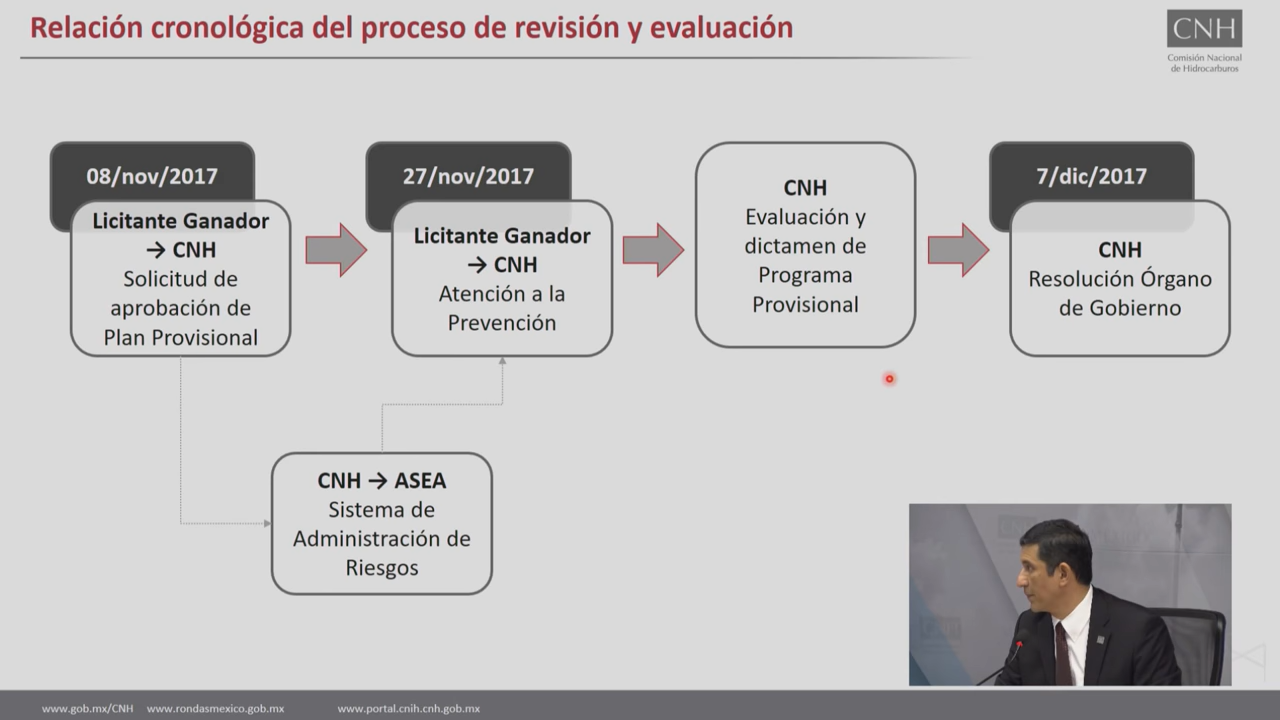 Relación cronológica del proceso de revisión y evaluación
CNH
Comisión Nacional
de Hidrocarburos
08/nov/2017
Licitante Ganador
→ CNH
Solicitud de
aprobación de
Plan Provisional
27/nov/2017
Licitante Ganador
→ CNH
Atención a la
Prevención
CNH
Evaluación y
dictamen de
Programa
Provisional
7/dic/2017
CNH
Resolución Órgano
de Gobierno
CNH → ASEA
Sistema de
Administración de
Riesgos
www.gob.mx/CNH www.rondasmexico.gob.mx www.portal.cnih.cnh.gob.mx